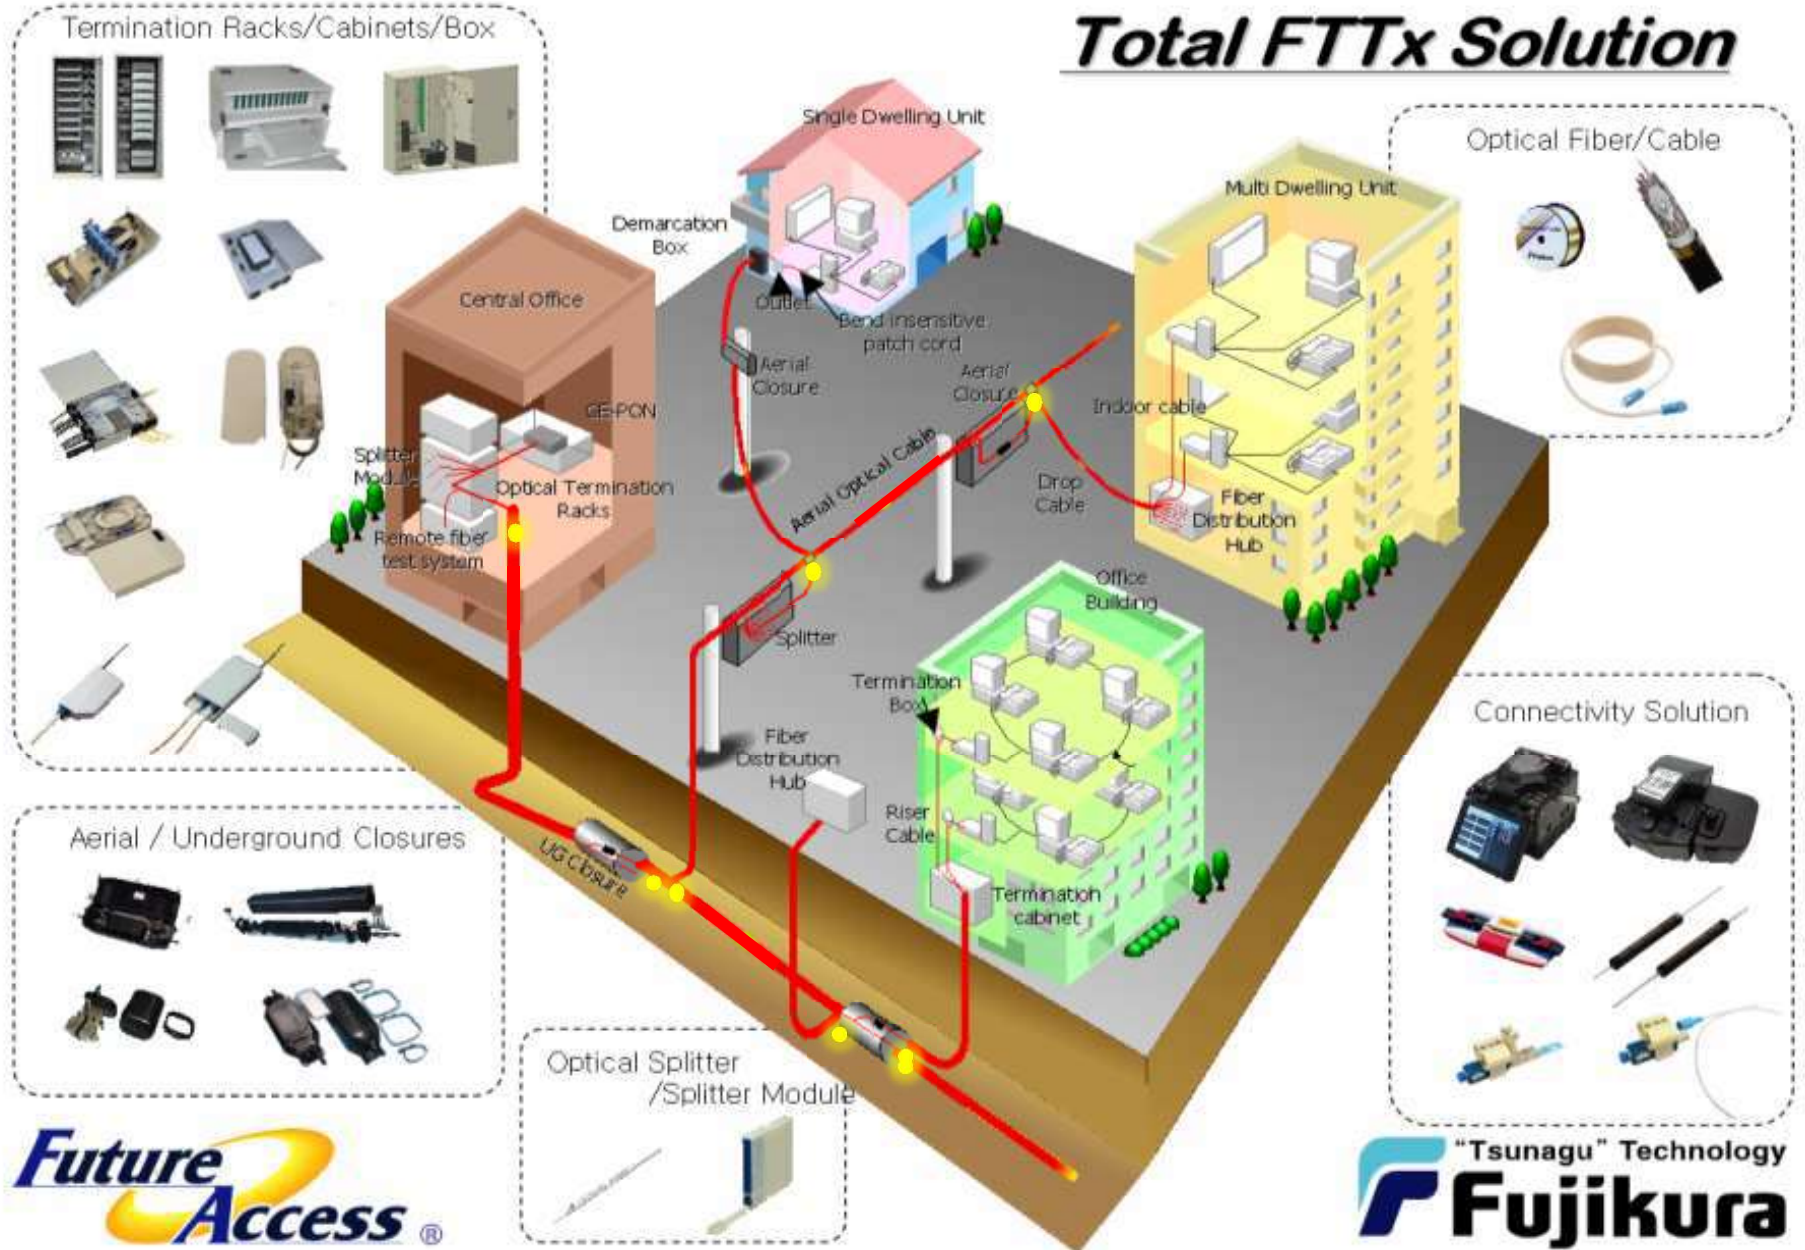 Total FTTx Solution
Termination Racks/Cabinets/Box
Single Dwelling Unit
Optical Fiber/Cable
Multi Dwelling Unit
Demarcation
Box
Central Office
Outlet
Bend insensitive
patch cord
Aerial
Closure
Aerial
Closure
GE-PON
Indoor cable
Splitter
Module
Aerial Optical Cable
Optical Termination
Racks
Drop
Cable
Fiber
Distribution
Hub
Remote fiber
test system
Office
Building
Splitter
Termination
Box
Fiber
Distribution
Hub
Connectivity Solution
Riser
Cable
Aerial / Underground Closures
UG Closure
Termination
cabinet
Optical Splitter
/Splitter Module
Future
Access ®
"Tsunagu" Technology
Fujikura